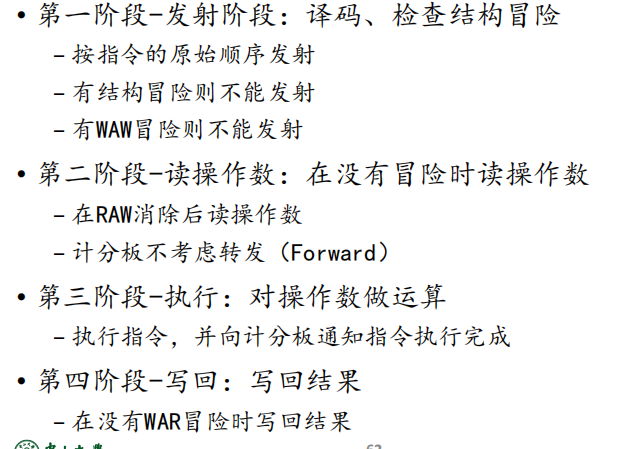 • 第一阶段-发射阶段：译码、检查结构冒险
– 按指令的原始顺序发射
– 有结构冒险则不能发射
– 有WAW冒险则不能发射
• 第二阶段-读操作数：在没有冒险时读操作数
– 在RAW消除后读操作数
– 计分板不考虑转发（Forward）
• 第三阶段-执行：对操作数做运算
– 执行指令，并向计分板通知指令执行完成
• 第四阶段-写回：写回结果
– 在没有WAR冒险时写回结果